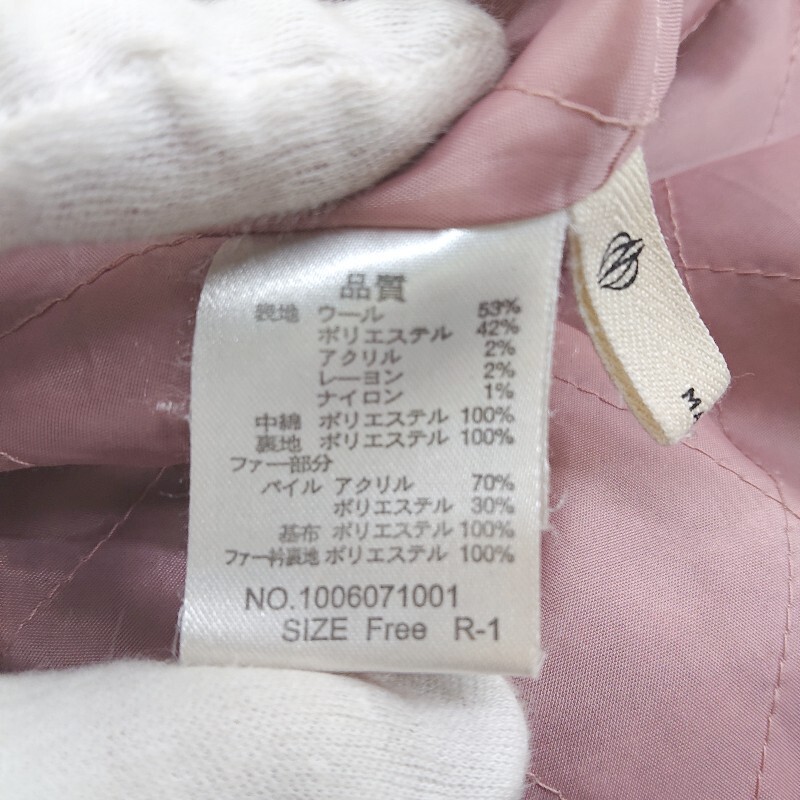 品質
表地 ウール 53%
ポリエステル 42%
アクリル 2%
レーヨン 2%
ナイロン 1%
中綿 ポリエステル 100%
裏地 ポリエステル 100%
ファー部分
パイル アクリル 70%
ポリエステル 30%
基布 ポリエステル 100%
ファー衿裏地 ポリエステル 100%
NO.1006071001
SIZE Free R-1